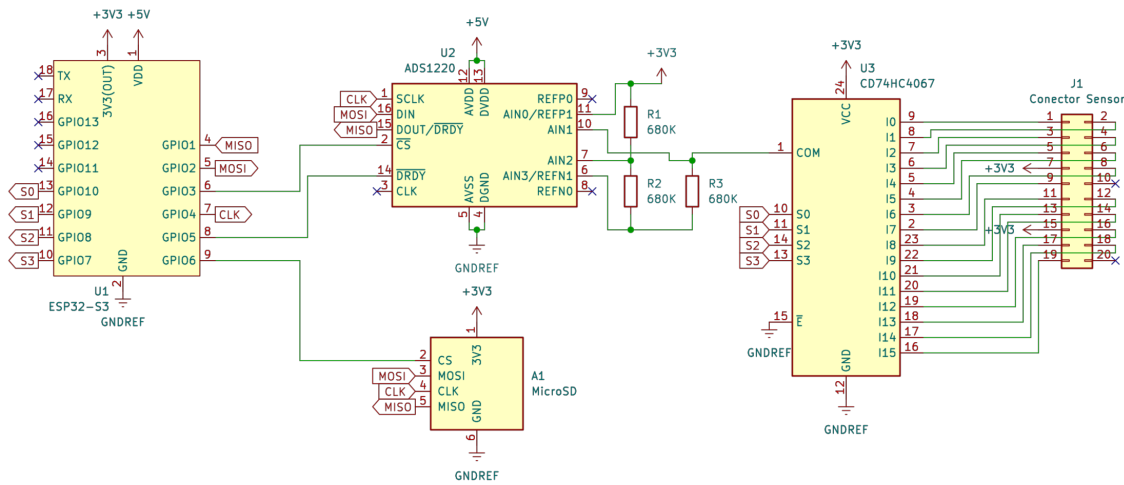 +3V3 +5V
3 1
3V3(OUT) VDD
18 TX
17 RX
16 GPIO13
15 GPIO12
14 GPIO11
S0 13 GPIO10
S1 12 GPIO9
S2 11 GPIO8
S3 10 GPIO7
GPIO1 4 MISO
GPIO2 5 MOSI
GPIO3 6
GPIO4 7 CLK
GPIO5 8
GPIO6 9
GND
2
U1
ESP32-S3
GNDREF
+5V
U2
ADS1220
12 13
AVDD DVDD
CLK 1 SCLK
MOSI 16 DIN
MISO 15 DOUT/DRDY
2 CS
14 DRDY
3 CLK
REFP0 9
AIN0/REFP1 11
AIN1 10
AIN2 7
AIN3/REFN1 6
REFN0 8
AVSS DGND
5 4
GNDREF
+3V3
R1
680K
R2
680K
R3
680K
+3V3
1
3V3
2 CS
MOSI 3 MOSI
CLK 4 CLK
MISO 5 MISO
GND
6
A1
MicroSD
GNDREF
+3V3
U3
CD74HC4067
24
VCC
1 COM
S0 10 S0
S1 11 S1
S2 14 S2
S3 13 S3
15 E
GNDREF
I0 9
I1 8
I2 7
I3 6
I4 5
I5 4
I6 3
I7 2
I8 23
I9 22
I10 21
I11 20
I12 19
I13 18
I14 17
I15 16
GND
12
GNDREF
J1
Conector Sensor
1 2
3 4
5 6
+3V3 7 8
9 10
11 12
13 14
+3V3 15 16
17 18
19 20